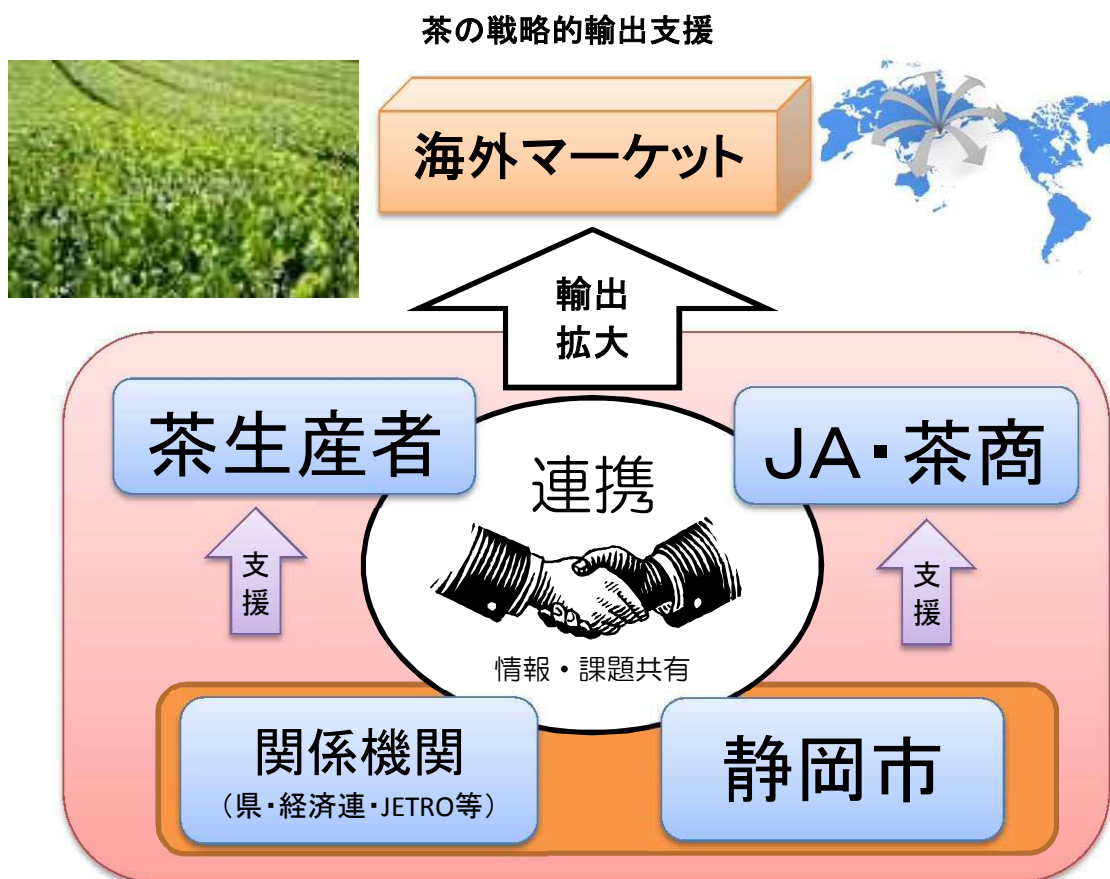 茶の戦略的輸出支援
海外マーケット
輸出
拡大
茶生産者
JA・茶商
連携
支
援
支
援
情報・課題共有
関係機関
（県・経済連・JETRO等）
静岡市